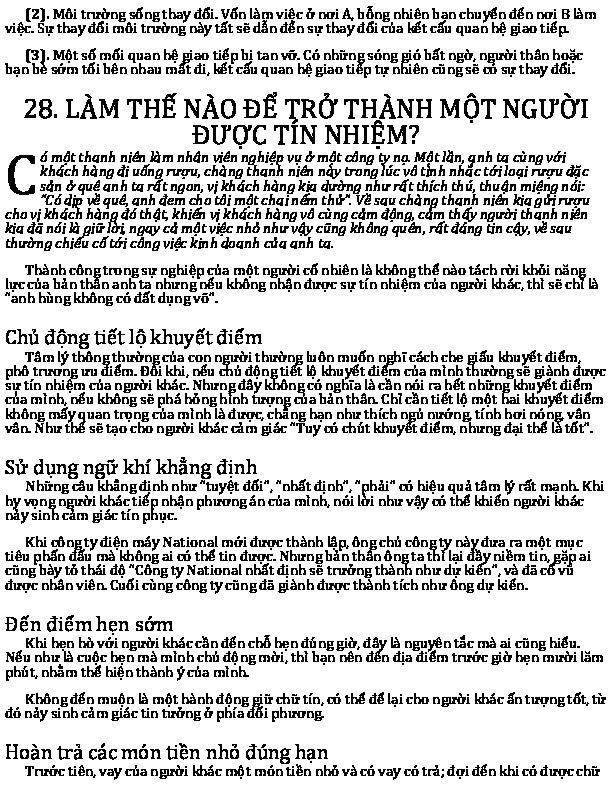 (2). Môi trường sống thay đổi. Vốn làm việc ở nơi A, bỗng nhiên bạn chuyển đến nơi B làm
việc. Sự thay đổi môi trường này tất sẽ dẫn đến sự thay đổi của kết cấu quan hệ giao tiếp.
(3). Một số mối quan hệ giao tiếp bị tan vỡ. Có những sóng gió bất ngờ, người thân hoặc
bạn bè sớm tối bên nhau mất đi, kết cấu quan hệ giao tiếp tự nhiên cũng sẽ có sự thay đổi.
28. LÀM THẾ NÀO ĐỂ TRỞ THÀNH MỘT NGƯỜI
ĐƯỢC TÍN NHIỆM?
Có một thanh niên làm nhân viên nghiệp vụ ở một công ty nọ. Một lần, anh ta cùng với
khách hàng đi uống rượu, chàng thanh niên này trong lúc vô tình nhắc tới loại rượu đặc
sản ở quê anh ta rất ngon, vị khách hàng kia dường như rất thích thú, thuận miệng nói:
“Có dịp về quê, anh đem cho tôi một chai nếm thử”. Về sau chàng thanh niên kia gửi rượu
cho vị khách hàng đó thật, khiến vị khách hàng vô cùng cảm động, cảm thấy người thanh niên
kia đã nói là giữ lời, ngay cả một việc nhỏ như vậy cũng không quên, rất đáng tin cậy, về sau
thường chiếu cố tới công việc kinh doanh của anh ta.
Thành công trong sự nghiệp của một người cố nhiên là không thể nào tách rời khỏi năng
lực của bản thân anh ta nhưng nếu không nhận được sự tín nhiệm của người khác, thì sẽ chỉ là
“anh hùng không có đất dụng võ”.
Chủ động tiết lộ khuyết điểm
Tâm lý thông thường của con người thường luôn muốn nghĩ cách che giấu khuyết điểm,
phô trương ưu điểm. Đôi khi, nếu chủ động tiết lộ khuyết điểm của mình thường sẽ giành được
sự tín nhiệm của người khác. Nhưng đây không có nghĩa là cần nói ra hết những khuyết điểm
của mình, nếu không sẽ phá hỏng hình tượng của bản thân. Chỉ cần tiết lộ một hai khuyết điểm
không mấy quan trọng của mình là được, chẳng hạn như thích ngủ nướng, tính hơi nóng, vân
vân. Như thế sẽ tạo cho người khác cảm giác “Tuy có chút khuyết điểm, nhưng đại thể là tốt”.
Sử dụng ngữ khí khẳng định
Những câu khẳng định như “tuyệt đối”, “nhất định”, “phải” có hiệu quả tâm lý rất mạnh. Khi
hy vọng người khác tiếp nhận phương án của mình, nói lời như vậy có thể khiến người khác
nảy sinh cảm giác tín phục.
Khi công ty điện máy National mới được thành lập, ông chủ công ty này đưa ra một mục
tiêu phấn đấu mà không ai có thể tin được. Nhưng bản thân ông ta thì lại đầy niềm tin, gặp ai
cũng bày tỏ thái độ “Công ty National nhất định sẽ trưởng thành như dự kiến”, và đã cổ vũ
được nhân viên. Cuối cùng công ty cũng đã giành được thành tích như ông dự kiến.
Đến điểm hẹn sớm
Khi hẹn hò với người khác cần đến chỗ hẹn đúng giờ, đây là nguyên tắc mà ai cũng hiểu.
Nếu như là cuộc hẹn mà mình chủ động mời, thì bạn nên đến địa điểm trước giờ hẹn mười lăm
phút, nhằm thể hiện thành ý của mình.
Không đến muộn là một hành động giữ chữ tín, có thể để lại cho người khác ấn tượng tốt, từ
đó nảy sinh cảm giác tin tưởng ở phía đối phương.
Hoàn trả các món tiền nhỏ đúng hạn
Trước tiên, vay của người khác một món tiền nhỏ và có vay có trả; đợi đến khi có được chữ